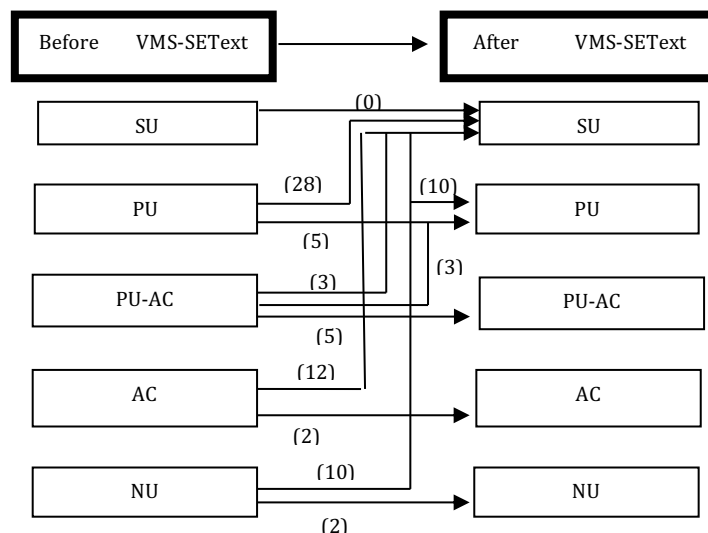 Before VMS-SEText
After VMS-SEText
(0)
SU
SU
(28)
(10)
PU
PU
(5)
(3)
(3)
PU-AC
PU-AC
(5)
(12)
AC
AC
(2)
(10)
NU
NU
(2)